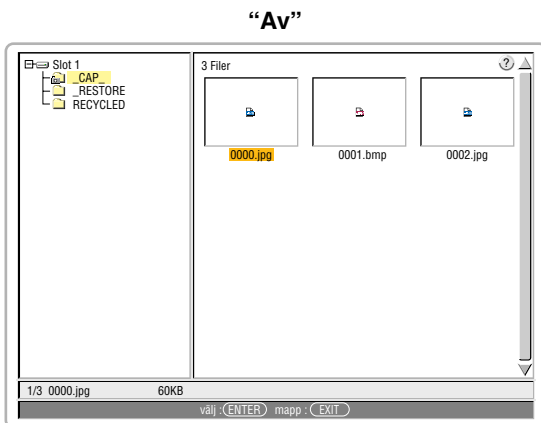 “Av”
Slot 1
_CAP_
_RESTORE
RECYCLED
3 Filer
?
0000.jpg
0001.bmp
0002.jpg
1/3 0000.jpg 60KB
välj :ENTER mapp : EXIT